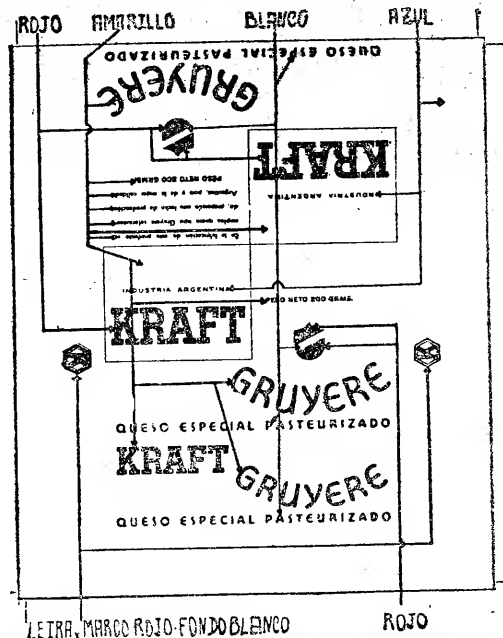 ROJO AMARILLO BLANCO AZUL
QUESO ESPECIAL PASTEURIZADO
GRUYERE
KRAFT
INDUSTRIA ARGENTINA
PESO NETO 200 GRMS.
INDUSTRIA ARGENTINA
PESO NETO 200 GRMS.
KRAFT
GRUYERE
QUESO ESPECIAL PASTEURIZADO
KRAFT
GRUYERE
QUESO ESPECIAL PASTEURIZADO
LETRA Y MARCO ROJO-FONDO BLANCO ROJO